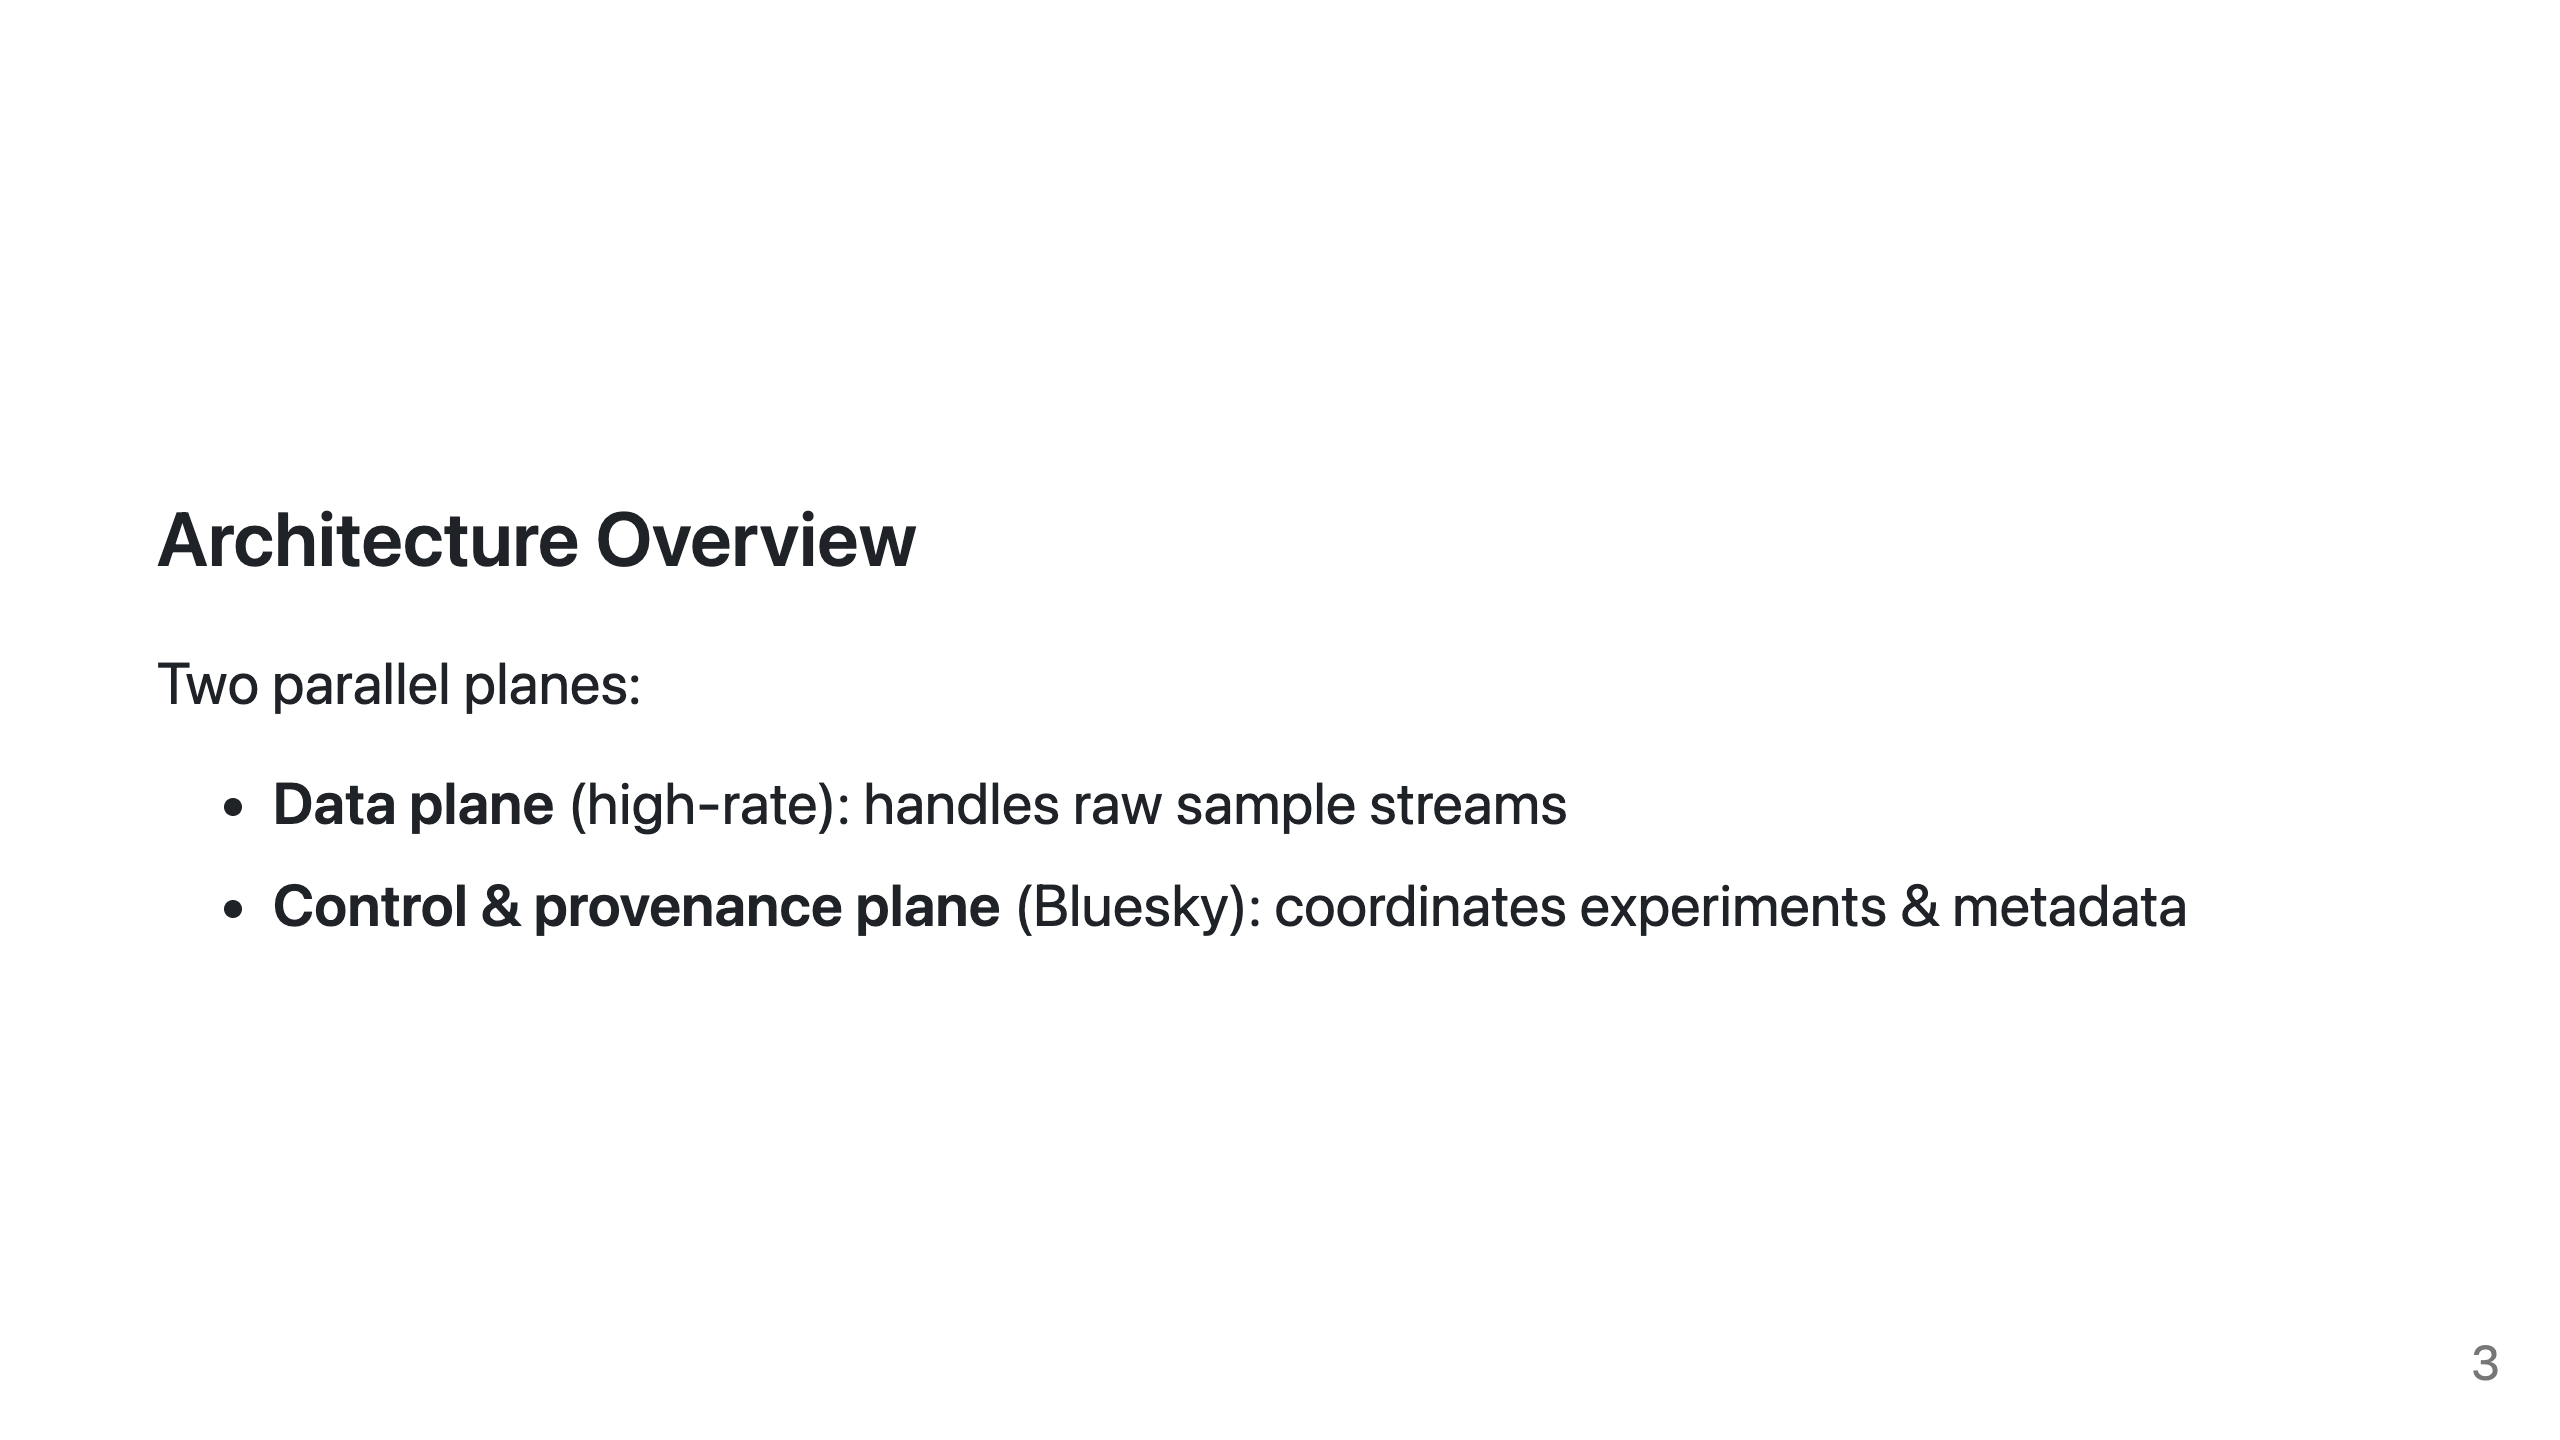 Architecture Overview
Two parallel planes:
• Data plane (high-rate): handles raw sample streams
• Control & provenance plane (Bluesky): coordinates experiments & metadata
3